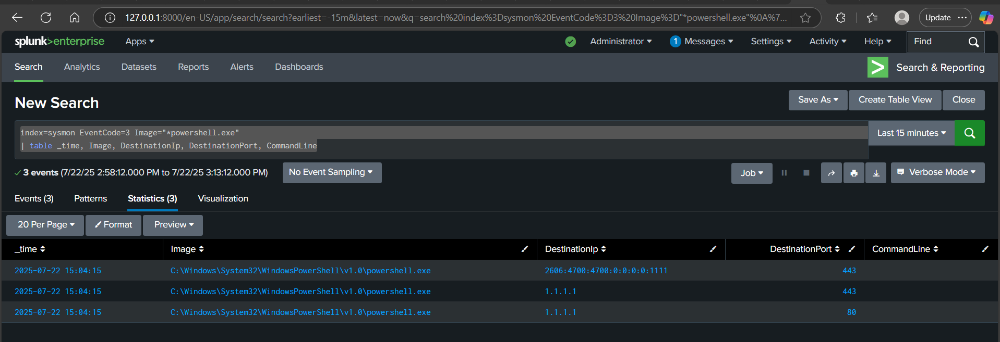 127.0.0.1:8000/en-US/app/search/search?earliest=-15m&latest=now&q=search%20index%3Dsysmon%20EventCode%3D3%20Image%3D"*powershell.exe"%0A%7... Update
splunk>enterprise Apps Administrator 1 Messages Settings Activity Help Find
Search Analytics Datasets Reports Alerts Dashboards Search & Reporting
New Search Save As Create Table View Close
index=sysmon EventCode=3 Image="*powershell.exe" Last 15 minutes
| table _time, Image, DestinationIp, DestinationPort, CommandLine
3 events (7/22/25 2:58:12.000 PM to 7/22/25 3:13:12.000 PM) No Event Sampling Job Verbose Mode
Events (3) Patterns Statistics (3) Visualization
20 Per Page Format Preview
_time Image DestinationIp DestinationPort CommandLine
2025-07-22 15:04:15 C:\Windows\System32\WindowsPowerShell\v1.0\powershell.exe 2606:4700:4700:0:0:0:0:1111 443
2025-07-22 15:04:15 C:\Windows\System32\WindowsPowerShell\v1.0\powershell.exe 1.1.1.1 443
2025-07-22 15:04:15 C:\Windows\System32\WindowsPowerShell\v1.0\powershell.exe 1.1.1.1 80